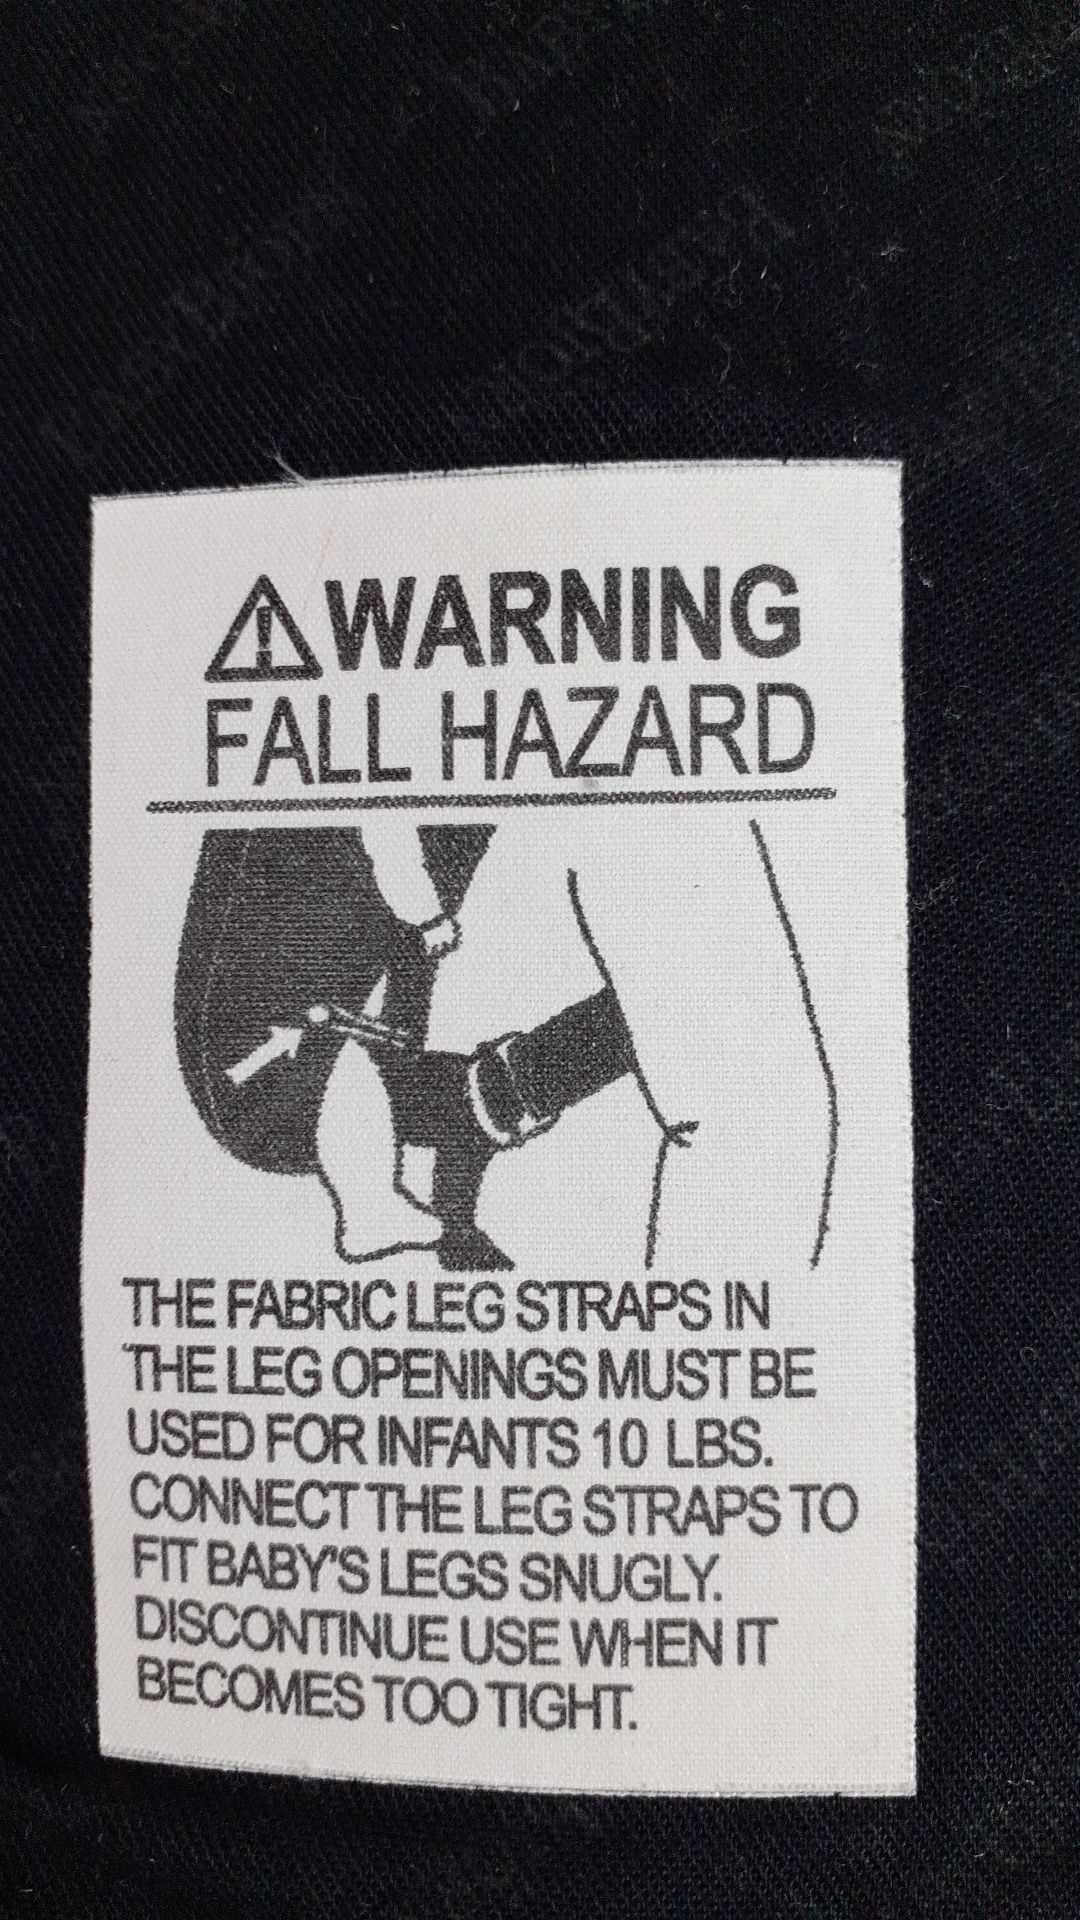 WARNING
FALL HAZARD
THE FABRIC LEG STRAPS IN
THE LEG OPENINGS MUST BE
USED FOR INFANTS 10 LBS.
CONNECT THE LEG STRAPS TO
FIT BABY'S LEGS SNUGLY.
DISCONTINUE USE WHEN IT
BECOMES TOO TIGHT.